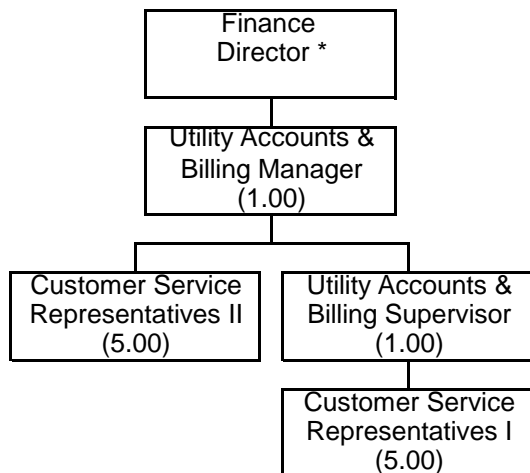 Finance
Director *
Utility Accounts &
Billing Manager
(1.00)
Customer Service
Representatives II
(5.00)
Utility Accounts &
Billing Supervisor
(1.00)
Customer Service
Representatives I
(5.00)